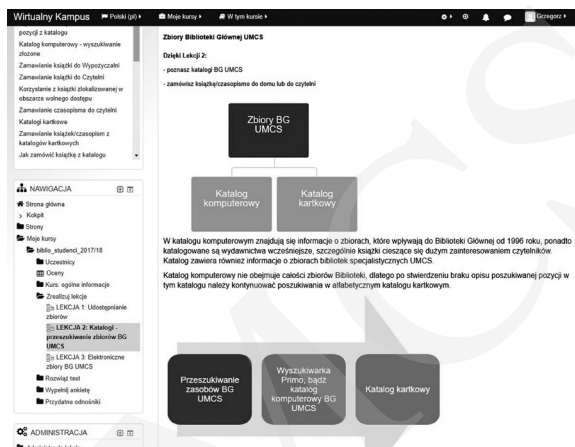 Wirtualny Kampus Polski (pl) Moje kursy W tym kursie Grzegorz
pozycji z katalogu
Katalog komputerowy - wyszukiwanie
złożone
Zamawianie książki do Wypożyczalni
Zamawianie książki do Czytelni
Korzystanie z książki zlokalizowanej w
obszarze wolnego dostępu
Zamawianie czasopisma do czytelni
Katalogi kartkowe
Zamawianie książek/czasopism z
katalogów kartkowych
Jak zamówić książkę z katalogu
NAWIGACJA
Strona główna
Kokpit
Strony
Moje kursy
biblio_studenci_2017/18
Uczestnicy
Oceny
Kurs: ogólne informacje
Zrealizuj lekcje
LEKCJA 1: Udostępnianie
zbiorów
LEKCJA 2: Katalogi -
przeszukiwanie zbiorów BG
UMCS
LEKCJA 3: Elektroniczne
zbiory BG UMCS
Rozwiąż test
Wypełnij ankietę
Przydatne odnośniki
ADMINISTRACJA
Zbiory Biblioteki Głównej UMCS
Dzięki Lekcji 2:
- poznasz katalogi BG UMCS
- zamówisz książkę/czasopismo do domu lub do czytelni
Zbiory BG
UMCS
Katalog
komputerowy
Katalog
kartkowy
W katalogu komputerowym znajdują się informacje o zbiorach, które wpływają do Biblioteki Głównej od 1996 roku, ponadto
katalogowane są wydawnictwa wcześniejsze, szczególnie książki cieszące się dużym zainteresowaniem czytelników.
Katalog zawiera również informacje o zbiorach bibliotek specjalistycznych UMCS.
Katalog komputerowy nie obejmuje całości zbiorów Biblioteki, dlatego po stwierdzeniu braku opisu poszukiwanej pozycji w
tym katalogu należy kontynuować poszukiwania w alfabetycznym katalogu kartkowym.
Przeszukiwanie
zasobów BG
UMCS
Wyszukiwarka
Primo, bądz
katalog
komputerowy BG
UMCS
Katalog kartkowy